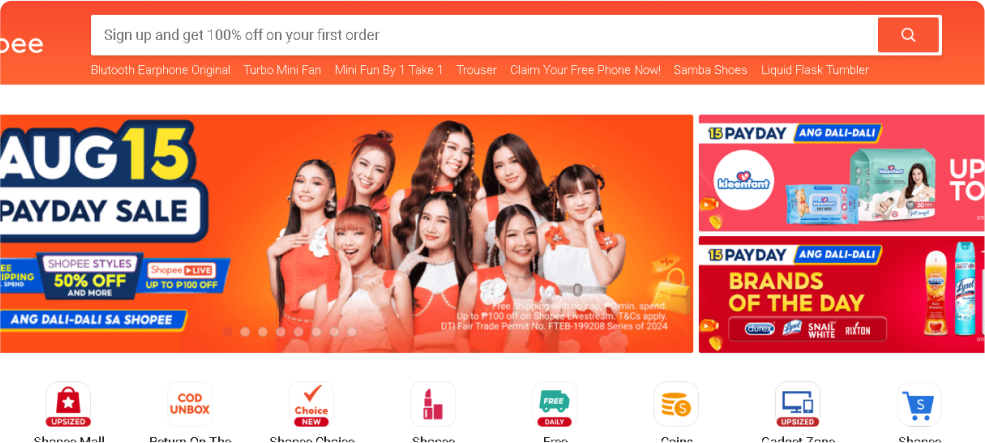 pee
Sign up and get 100% off on your first order
Blutooth Earphone Original Turbo Mini Fan Mini Fun By 1 Take 1 Trouser Claim Your Free Phone Now! Samba Shoes Liquid Flask Tumbler
AUG 15
PAYDAY SALE
SHOPEE STYLES
50% OFF
AND MORE
Shopee LIVE
UP TO ₱100 OFF
ANG DALI-DALI SA SHOPEE
Free Shipping with no cap, ₱0 min. spend.
Up to ₱100 off on Shopee Livestream. T&Cs apply.
DTI Fair Trade Permit No. FTEB-199208 Series of 2024
15 PAYDAY ANG DALI-DALI
kleenfant
UP
TO
15 PAYDAY ANG DALI-DALI
BRANDS
OF THE DAY
durex Lysol SNAIL WHITE RIXTON
UPSIZED
COD
UNBOX
Choice
NEW
FREE
DAILY
S
UPSIZED
S
Shopee Mall
Return On The
Shopee Choice
Shopee
Free
Coins
Gadget Zone
Shopee